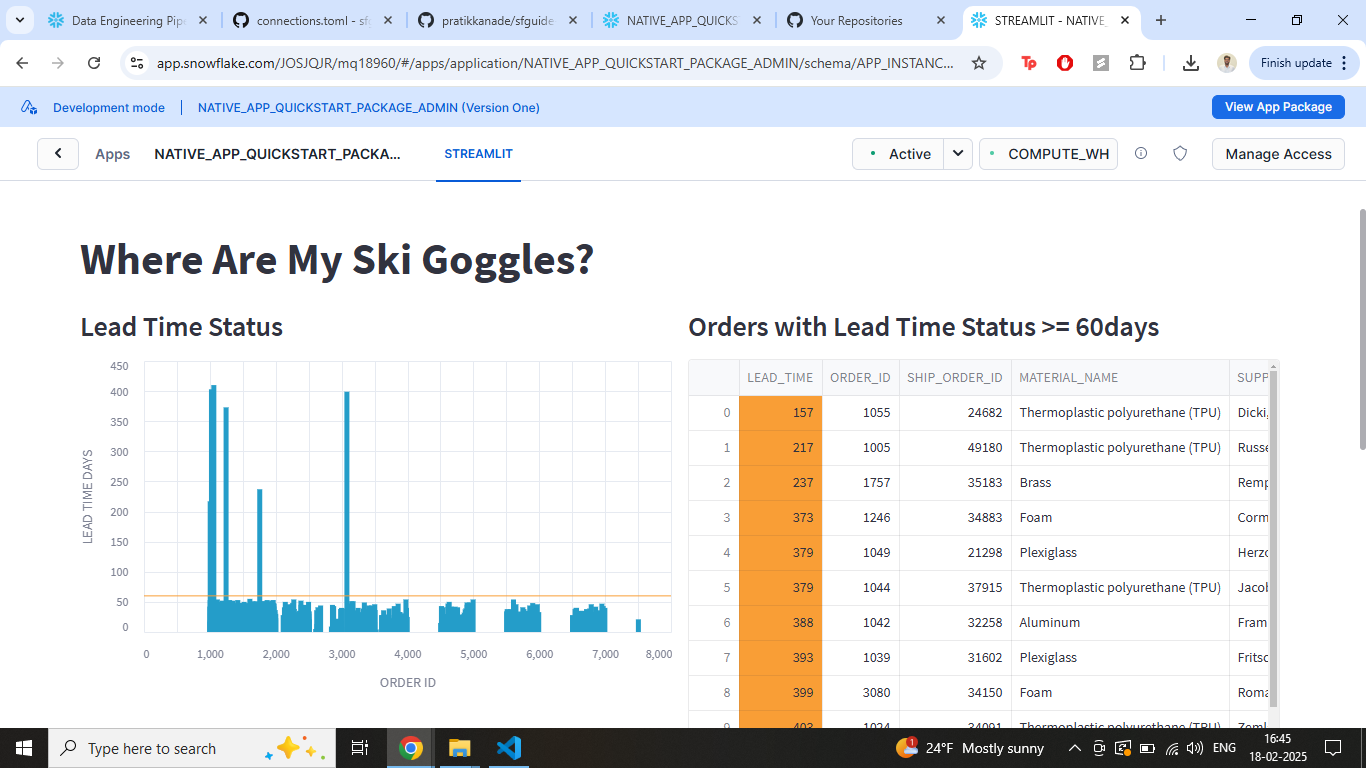 Data Engineering Pipe
connections.toml - sf
pratikkanade/sfguide
NATIVE_APP_QUICKS
Your Repositories
STREAMLIT - NATIVE_
app.snowflake.com/JOSJQJR/mq18960/#/apps/application/NATIVE_APP_QUICKSTART_PACKAGE_ADMIN/schema/APP_INSTANC...
Finish update
Development mode
NATIVE_APP_QUICKSTART_PACKAGE_ADMIN (Version One)
View App Package
Apps
NATIVE_APP_QUICKSTART_PACKA...
STREAMLIT
Active
COMPUTE_WH
Manage Access
Where Are My Ski Goggles?
Lead Time Status
450
400
350
300
250
200
150
100
50
0
LEAD TIME DAYS
0 1,000 2,000 3,000 4,000 5,000 6,000 7,000 8,000
ORDER ID
Orders with Lead Time Status >= 60days
LEAD_TIME ORDER_ID SHIP_ORDER_ID MATERIAL_NAME SUPP
0 157 1055 24682 Thermoplastic polyurethane (TPU) Dicki,
1 217 1005 49180 Thermoplastic polyurethane (TPU) Russe
2 237 1757 35183 Brass Remp
3 373 1246 34883 Foam Corm
4 379 1049 21298 Plexiglass Herzo
5 379 1044 37915 Thermoplastic polyurethane (TPU) Jacob
6 388 1042 32258 Aluminum Fram
7 393 1039 31602 Plexiglass Fritsc
8 399 3080 34150 Foam Roma
9 403 1024 34091 Thermoplastic polyurethane (TPU)
Type here to search
1
24°F Mostly sunny
ENG
16:45
18-02-2025